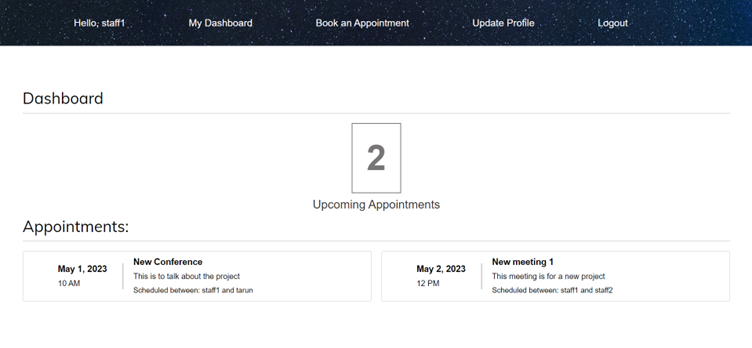 Hello, staff1 My Dashboard Book an Appointment Update Profile Logout
Dashboard
2
Upcoming Appointments
Appointments:
May 1, 2023
10 AM
New Conference
This is to talk about the project
Scheduled between: staff1 and tarun
May 2, 2023
12 PM
New meeting 1
This meeting is for a new project
Scheduled between: staff1 and staff2